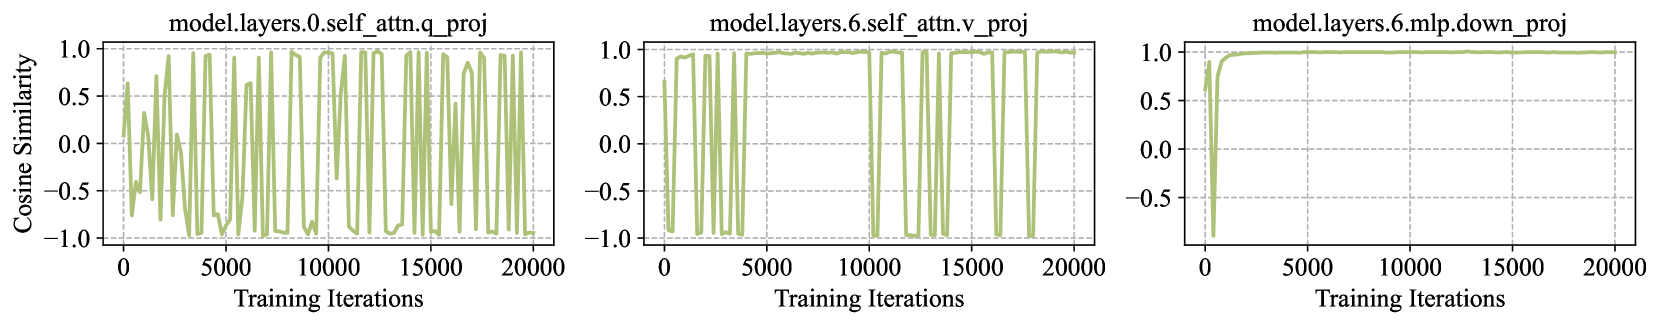 model.layers.0.self_attn.q_proj
Cosine Similarity
1.0
0.5
0.0
−0.5
−1.0
0 5000 10000 15000 20000
Training Iterations
model.layers.6.self_attn.v_proj
1.0
0.5
0.0
−0.5
−1.0
0 5000 10000 15000 20000
Training Iterations
model.layers.6.mlp.down_proj
1.0
0.5
0.0
−0.5
0 5000 10000 15000 20000
Training Iterations